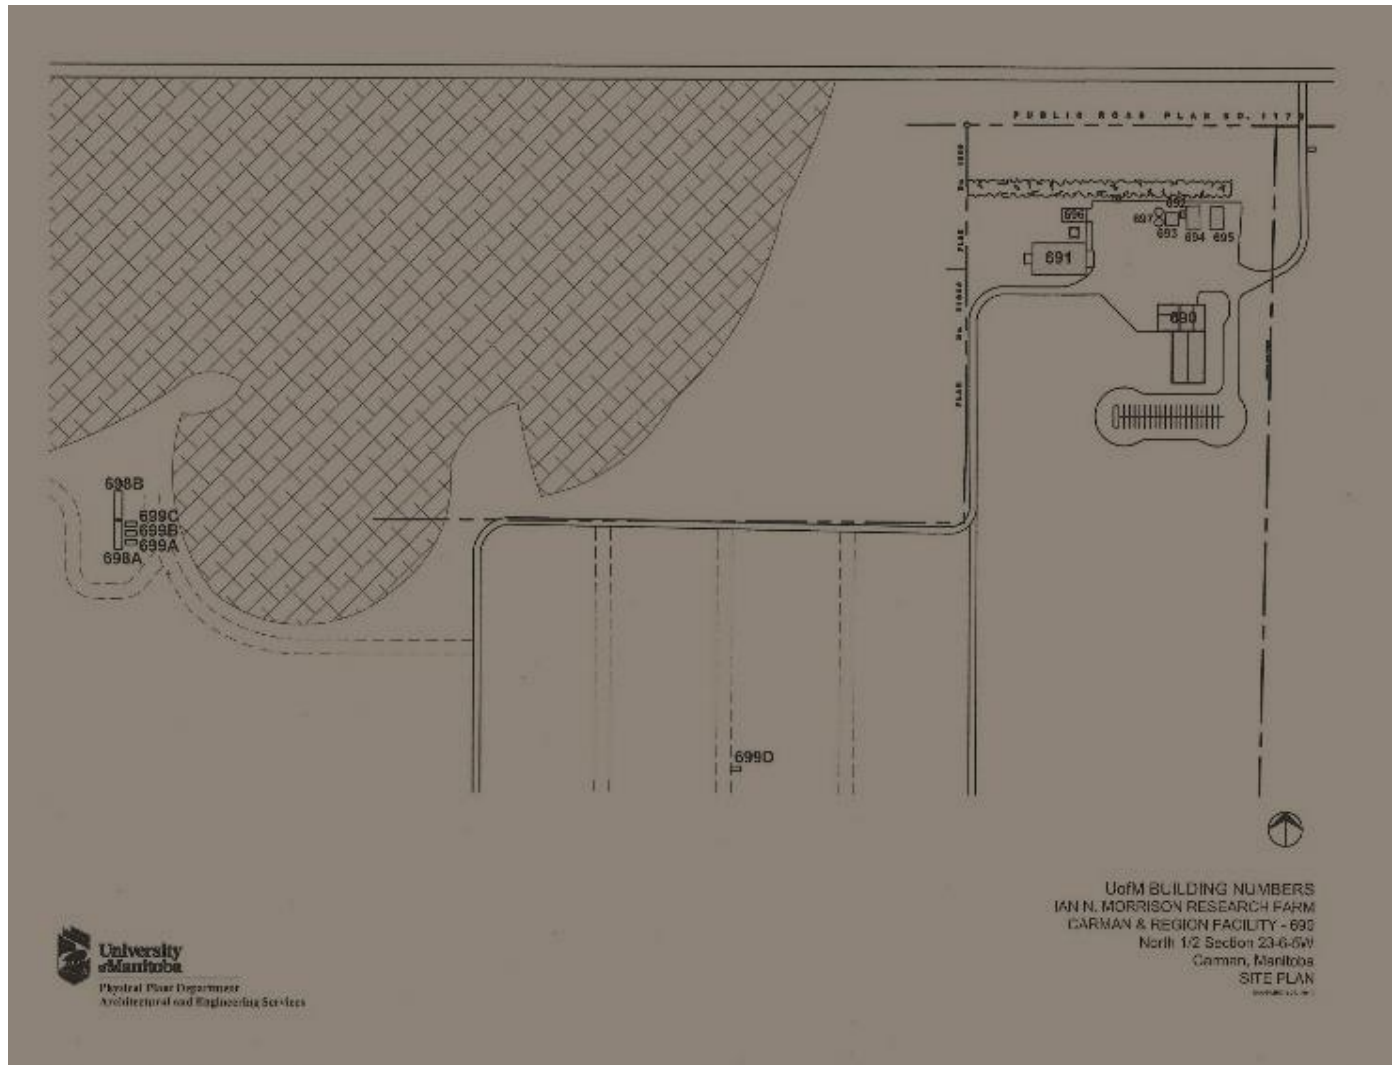 PUBLIC ROAD PLAN NO. 117
PLAN
696
692
697
693
694
695
691
PLAN
690
698B
699C
699B
699A
698A
699D
UofM BUILDING NUMBERS
IAN N. MORRISON RESEARCH FARM
CARMAN & REGION FACILITY - 690
North 1/2 Section 23-6-5W
Carman, Manitoba
SITE PLAN
University
of Manitoba
Physical Plant Department
Architectural and Engineering Services